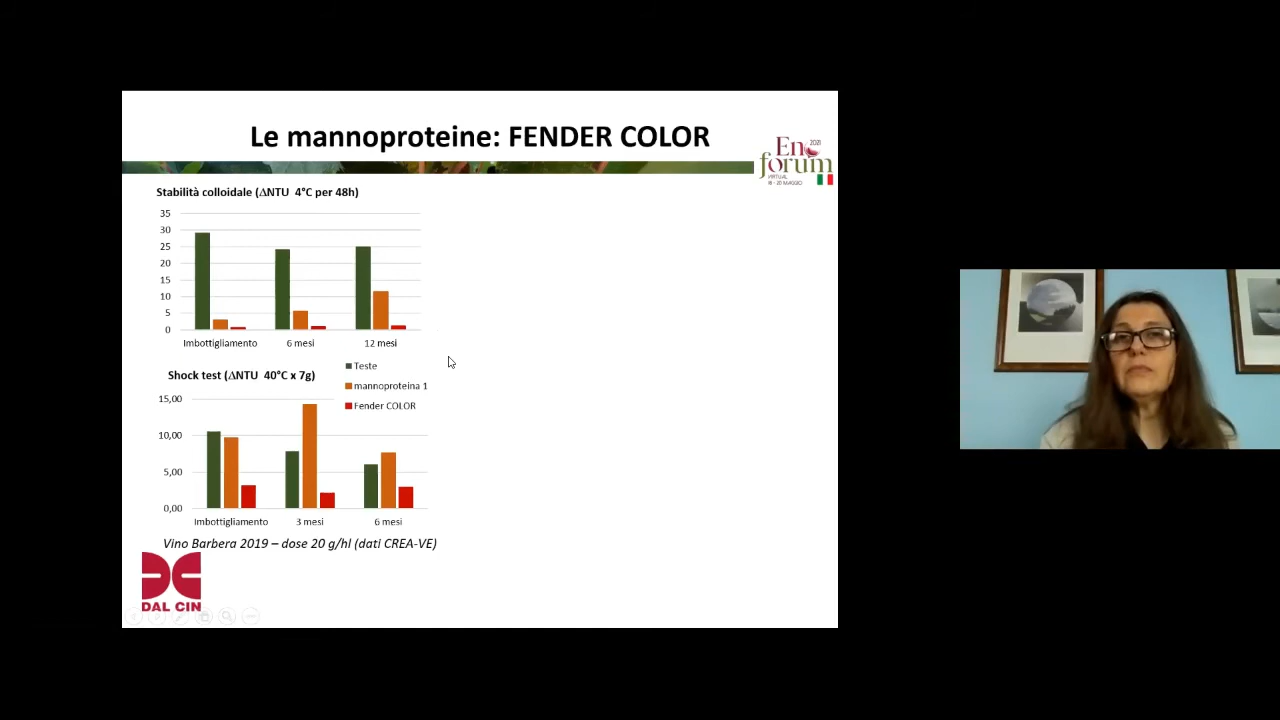 Le mannoproteine: FENDER COLOR
En
2021
forum
VIRTUAL
18 - 20 MAGGIO
Stabilità colloidale (ΔNTU 4°C per 48h)
35
30
25
20
15
10
5
0
Imbottigliamento
6 mesi
12 mesi
Teste
mannoproteina 1
Fender COLOR
Shock test (ΔNTU 40°C x 7g)
15,00
10,00
5,00
0,00
Imbottigliamento
3 mesi
6 mesi
Vino Barbera 2019 – dose 20 g/hl (dati CREA-VE)
DAL CIN